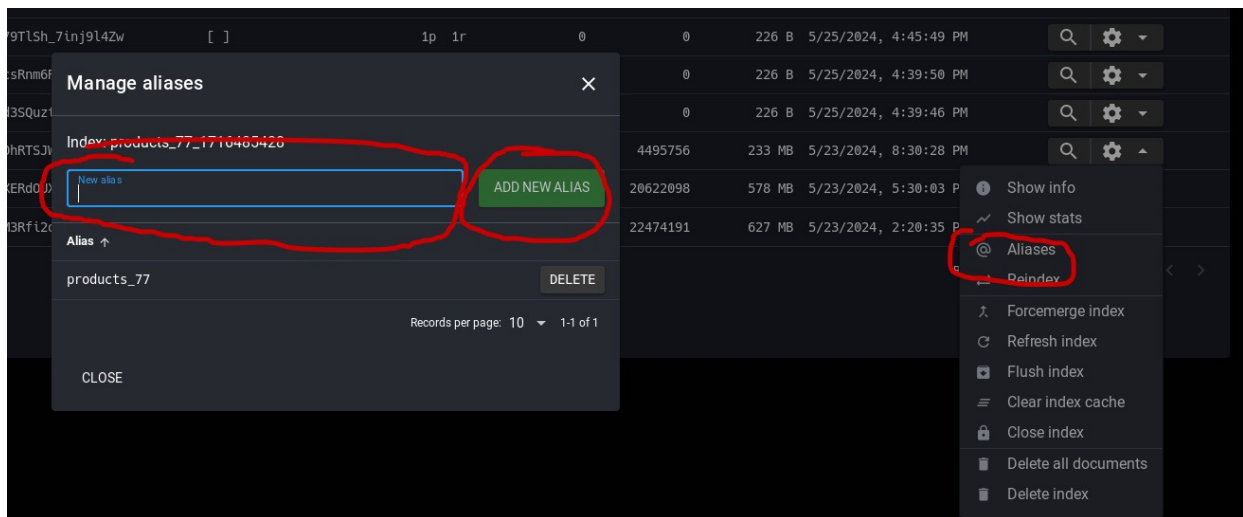 79TlSh_7inj9l4Zw [ ] 1p 1r 0 0 226 B 5/25/2024, 4:45:49 PM
0 226 B 5/25/2024, 4:39:50 PM
0 226 B 5/25/2024, 4:39:46 PM
4495756 233 MB 5/23/2024, 8:30:28 PM
20622098 578 MB 5/23/2024, 5:30:03 P
22474191 627 MB 5/23/2024, 2:20:35 P
Manage aliases
Index: products_77_1716485428
New alias
ADD NEW ALIAS
Alias
products_77
DELETE
Records per page: 10 1-1 of 1
CLOSE
Show info
Show stats
@ Aliases
Reindex
Forcemerge index
Refresh index
Flush index
Clear index cache
Close index
Delete all documents
Delete index